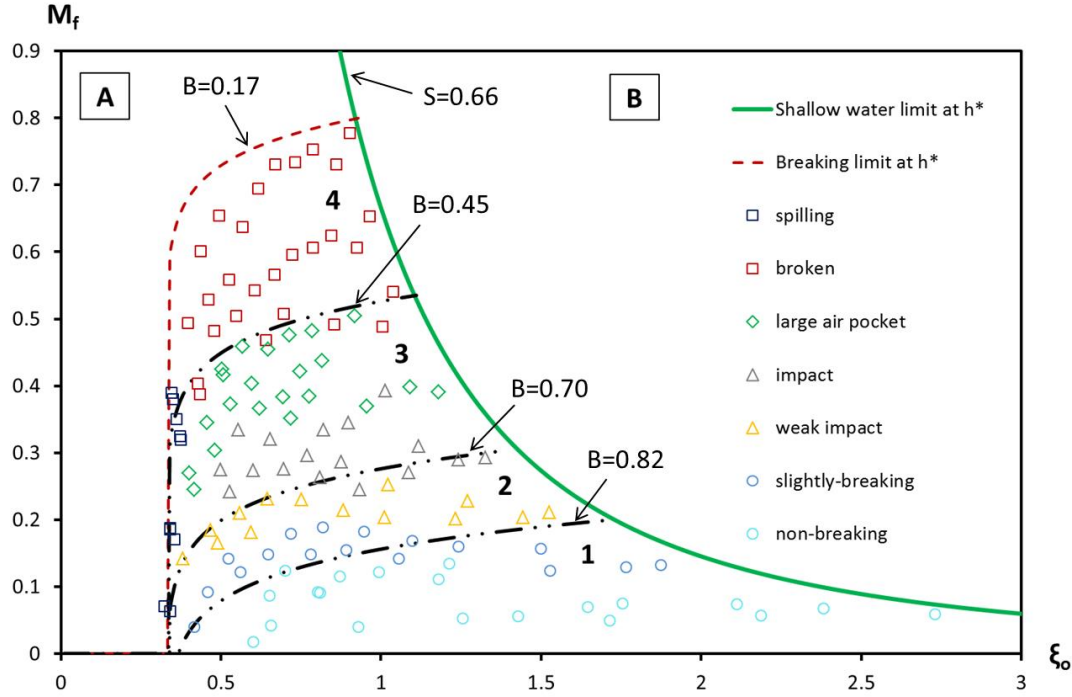 M_f
0.9
0.8
0.7
0.6
0.5
0.4
0.3
0.2
0.1
0
A
B
B=0.17
S=0.66
B=0.45
B=0.70
B=0.82
4
3
2
1
Shallow water limit at h*
Breaking limit at h*
spilling
broken
large air pocket
impact
weak impact
slightly-breaking
non-breaking
0 0.5 1 1.5 2 2.5 3
ξ_o